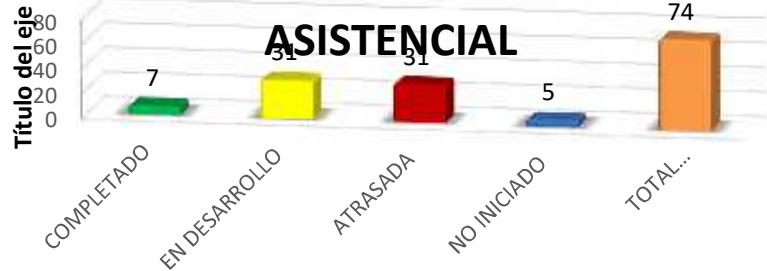 ASISTENCIAL
Título del eje
80
60
40
20
0
7
31
31
5
74
COMPLETADO
EN DESARROLLO
ATRASADA
NO INICIADO
TOTAL...